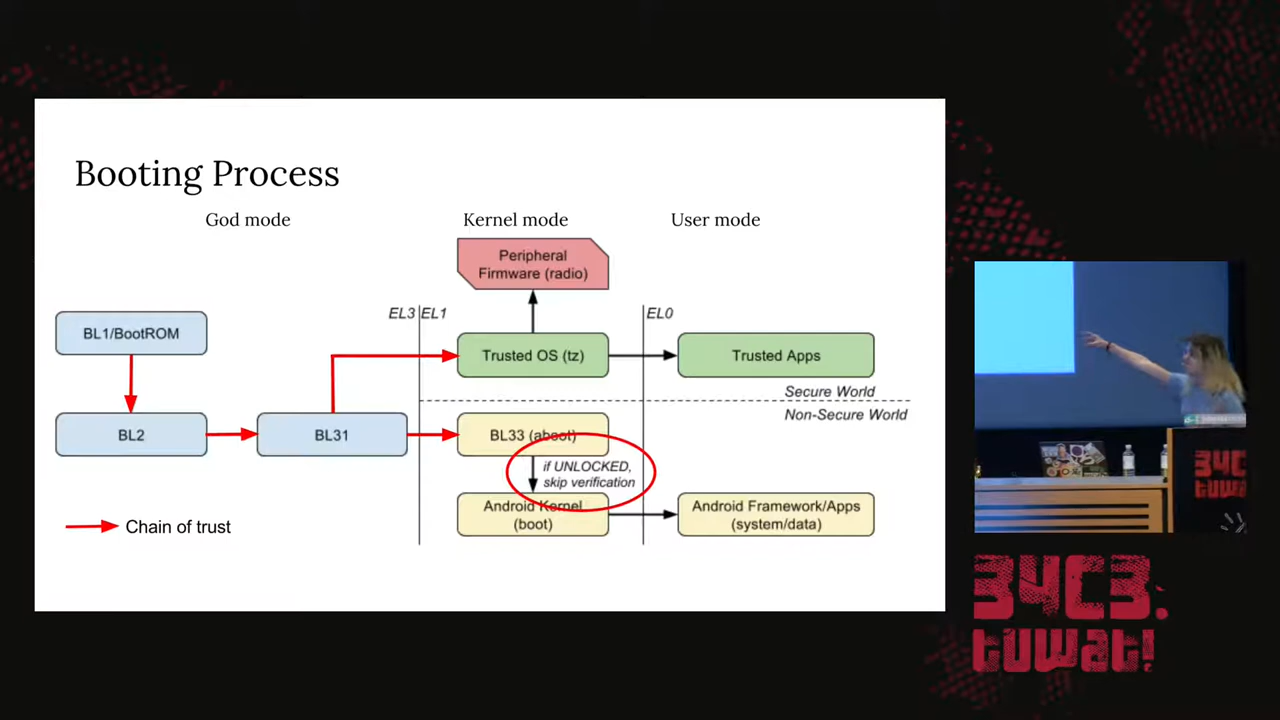 Booting Process
God mode
Kernel mode
User mode
Peripheral
Firmware (radio)
EL3
EL1
EL0
BL1/BootROM
Trusted OS (tz)
Trusted Apps
Secure World
Non-Secure World
BL2
BL31
BL33 (aboot)
if UNLOCKED,
skip verification
Android Kernel
(boot)
Android Framework/Apps
(system/data)
Chain of trust
34C
tuwat
34C3.
tuwat!